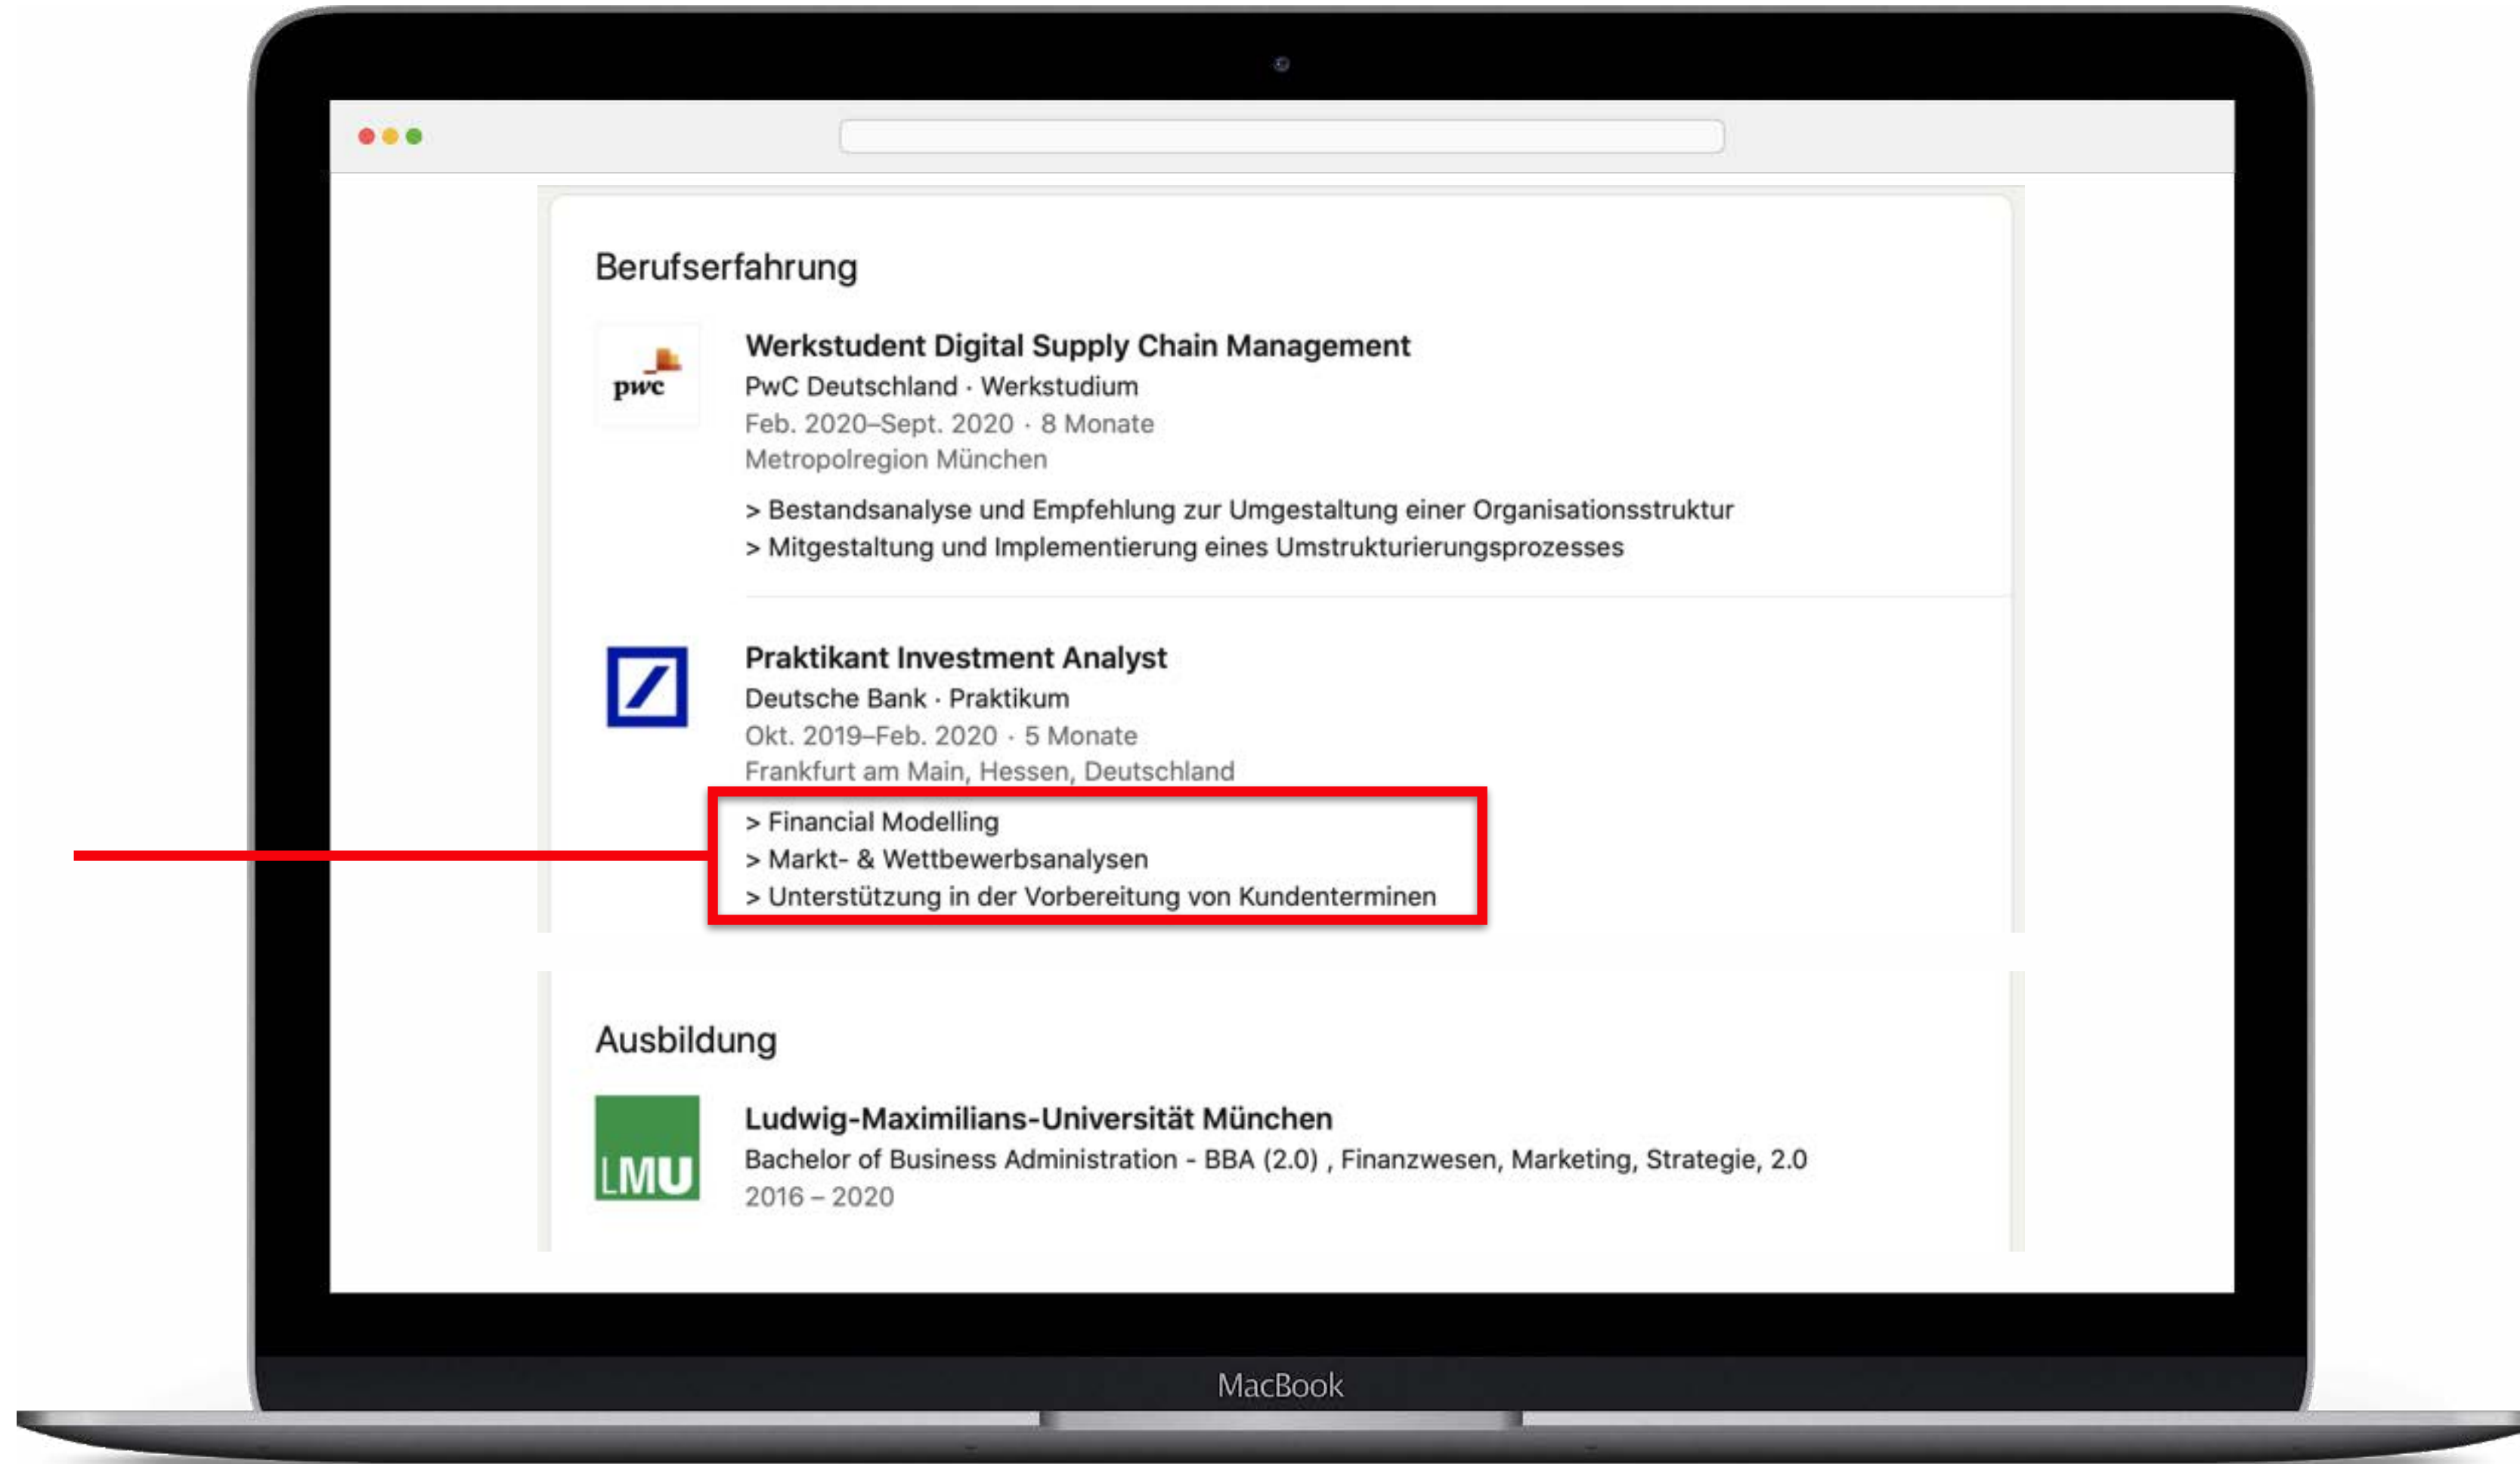 Berufserfahrung
pwc
Werkstudent Digital Supply Chain Management
PwC Deutschland · Werkstudium
Feb. 2020–Sept. 2020 · 8 Monate
Metropolregion München
> Bestandsanalyse und Empfehlung zur Umgestaltung einer Organisationsstruktur
> Mitgestaltung und Implementierung eines Umstrukturierungsprozesses
Praktikant Investment Analyst
Deutsche Bank · Praktikum
Okt. 2019–Feb. 2020 · 5 Monate
Frankfurt am Main, Hessen, Deutschland
> Financial Modelling
> Markt- & Wettbewerbsanalysen
> Unterstützung in der Vorbereitung von Kundenterminen
Ausbildung
LMU
Ludwig-Maximilians-Universität München
Bachelor of Business Administration - BBA (2.0) , Finanzwesen, Marketing, Strategie, 2.0
2016 – 2020
MacBook